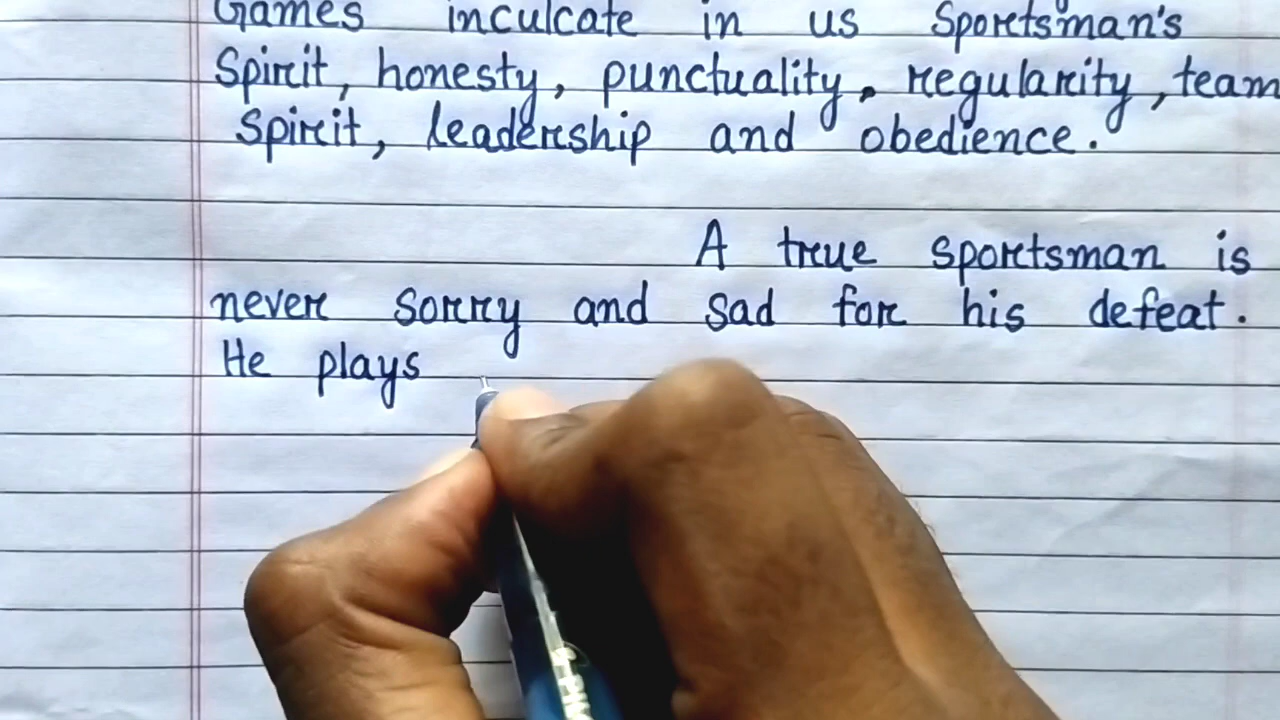 Games inculcate in us Sportsman's
Spirit, honesty, punctuality, regularity, team
Spirit, leadership and obedience.
A true sportsman is
never sorry and sad for his defeat.
He plays